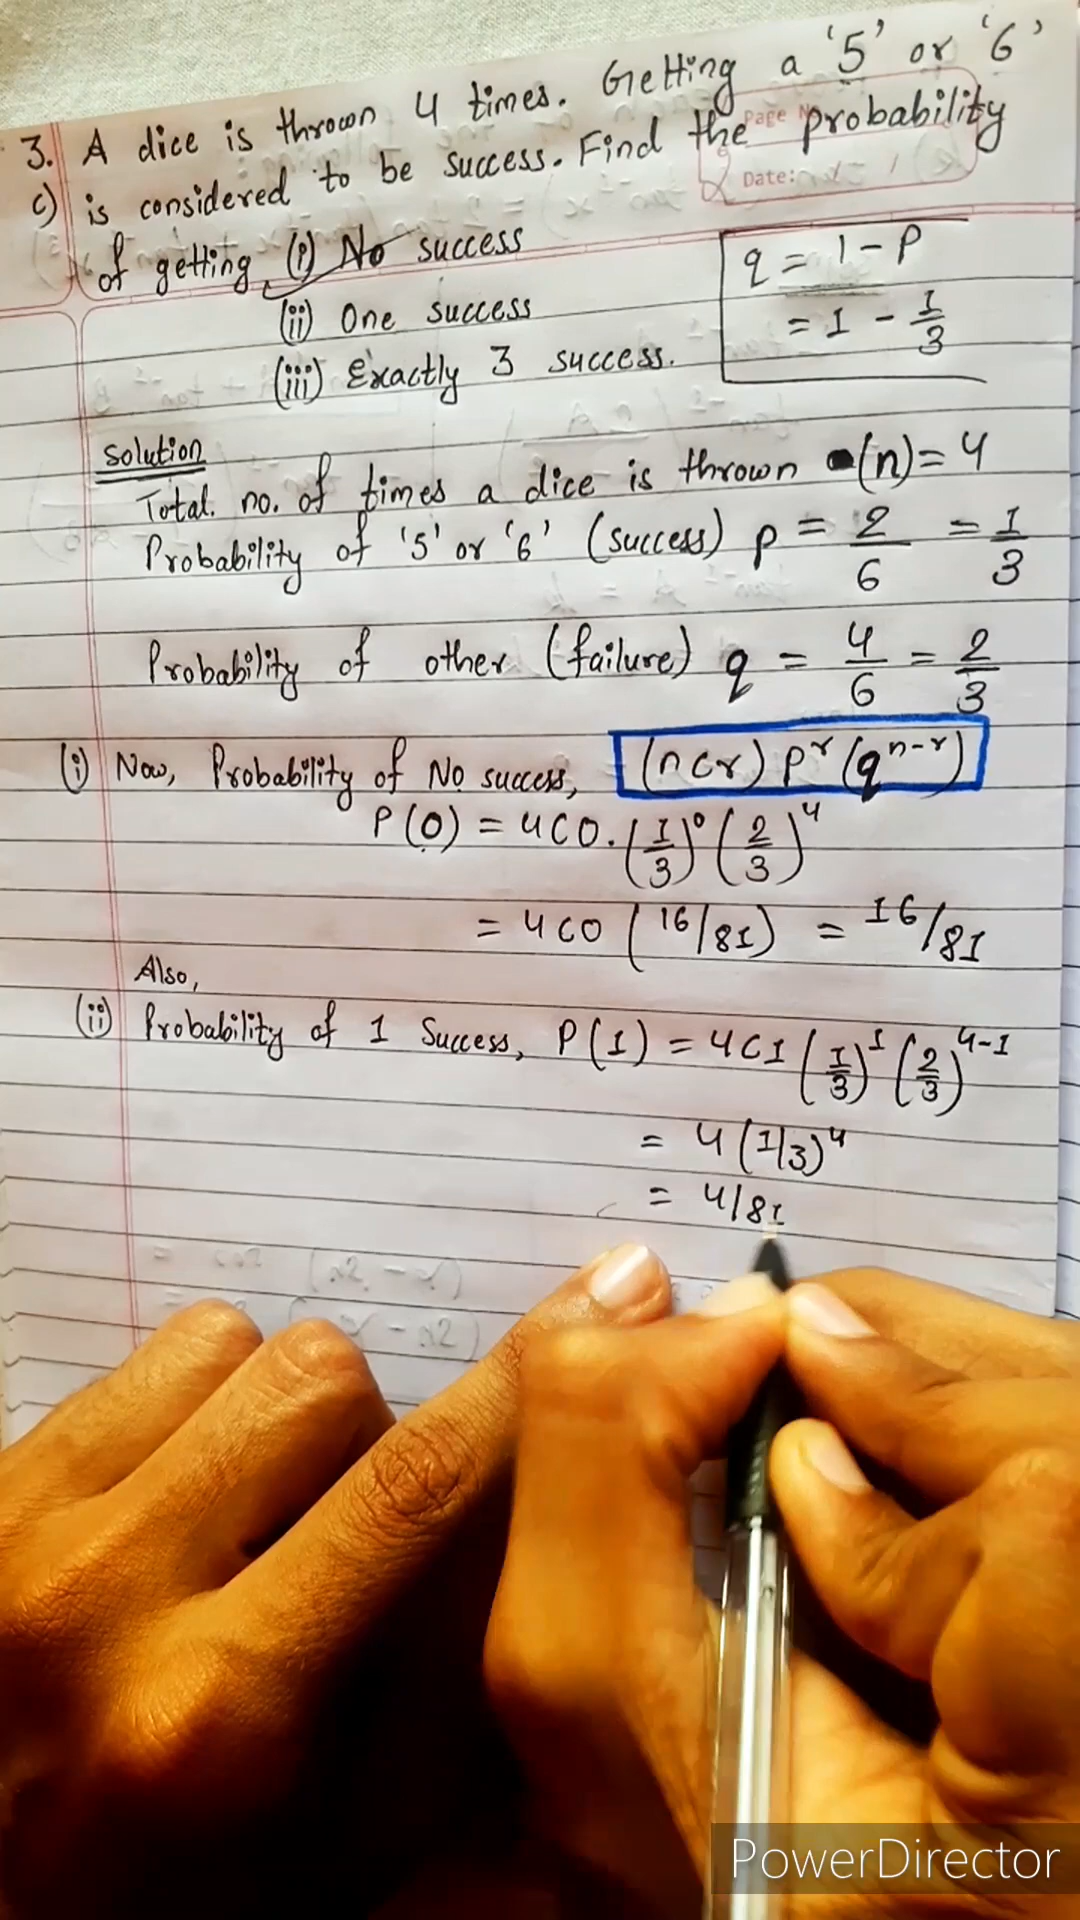 3. A dice is thrown 4 times. Getting a '5' or '6'
c) is considered to be success. Find the probability
of getting (i) No success
(ii) One success
(iii) Exactly 3 success.
Page N
Date:
q = 1 - P
= 1 - 1/3
Solution
Total. no. of times a dice is thrown (n) = 4
Probability of '5' or '6' (success) p = 2/6 = 1/3
Probability of other (failure) q = 4/6 = 2/3
(i) Now, Probability of No success, (nCr) p^r (q^n-r)
P(0) = 4C0. (1/3)^0 (2/3)^4
= 4C0 (16/81) = 16/81
Also,
(ii) Probability of 1 Success, P(1) = 4C1 (1/3)^1 (2/3)^4-1
= 4(1/3)^4
= 4/81
PowerDirector